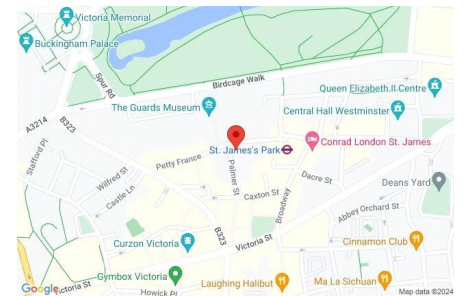 Victoria Memorial
Buckingham Palace
Spur Rd
Birdcage Walk
Queen Elizabeth II Centre
The Guards Museum
Central Hall Westminster
A3214
B323
St. James's Park
Conrad London St. James
Stafford Pl
Petty France
Palmer St
Wilfred St
Castle Ln
Dacre St
Deans Yard
Caxton St
Broadway
Abbey Orchard St
B323
Curzon Victoria
Victoria St
Cinnamon Club
Gymbox Victoria
Laughing Halibut
Ma La Sichuan
Google
Howick Pl
Map data ©2024